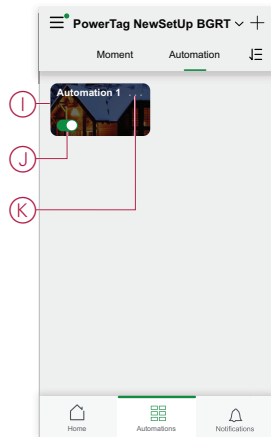 PowerTag NewSetUp BGRT
Moment Automation
I
Automation 1 ...
J
K
Home Automations Notifications